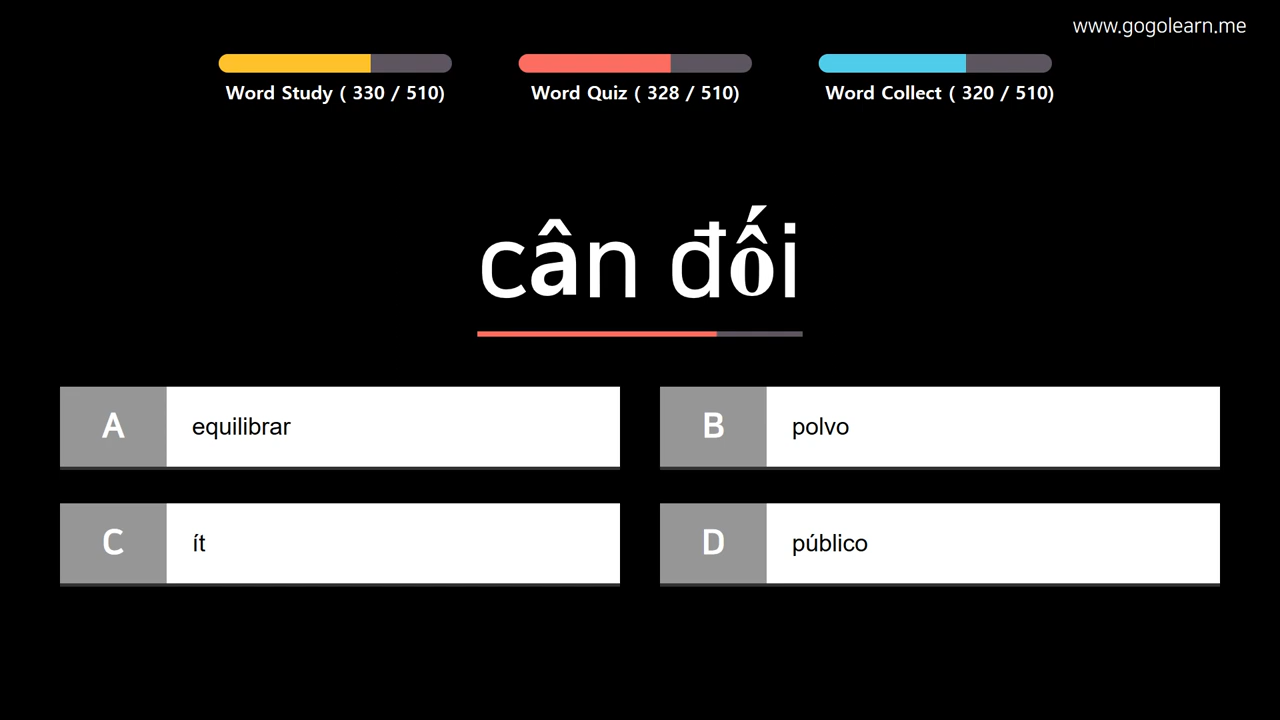 www.gogolearn.me
Word Study ( 330 / 510)
Word Quiz ( 328 / 510)
Word Collect ( 320 / 510)
cân đối
A equilibrar
B polvo
C ít
D público